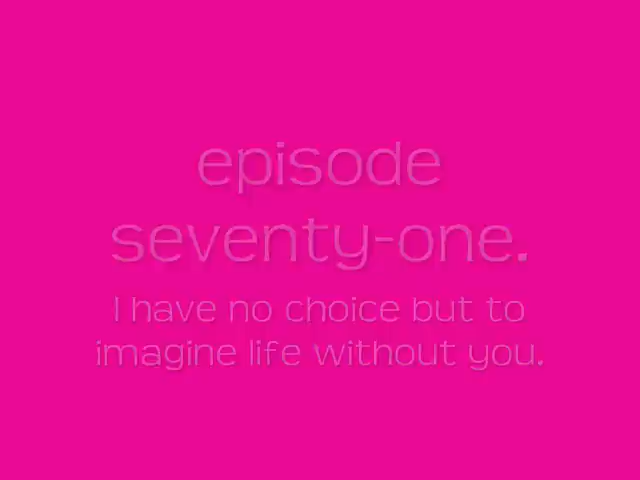 episode
seventy-one.
I have no choice but to
imagine life without you.